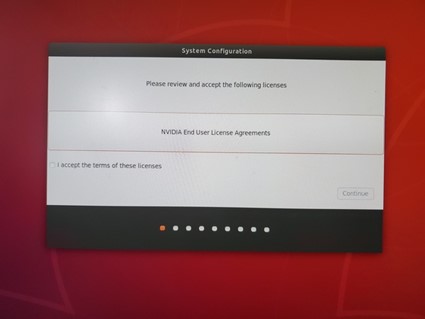 System Configuration
Please review and accept the following licenses
NVIDIA End User License Agreements
I accept the terms of these licenses
Continue